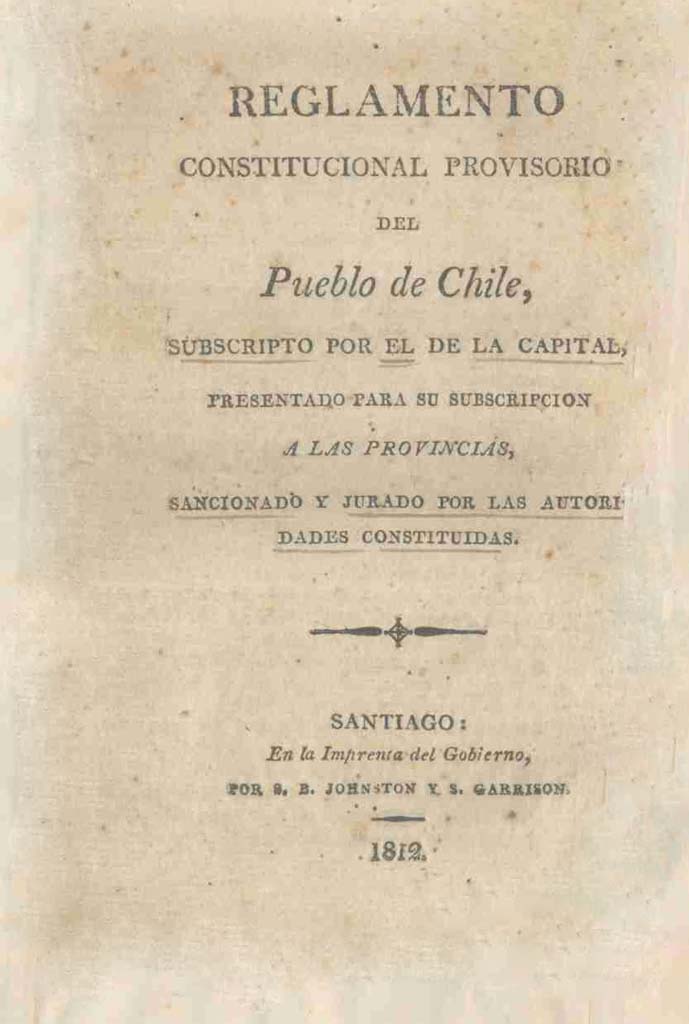 REGLAMENTO
CONSTITUCIONAL PROVISORIO
DEL
Pueblo de Chile,
SUBSCRIPTO POR EL DE LA CAPITAL,
PRESENTADO PARA SU SUBSCRIPCION
A LAS PROVINCIAS,
SANCIONADO Y JURADO POR LAS AUTORI-
DADES CONSTITUIDAS.
SANTIAGO:
En la Imprenta del Gobierno,
POR S. B. JOHNSTON Y S. GARRISON.
1812.